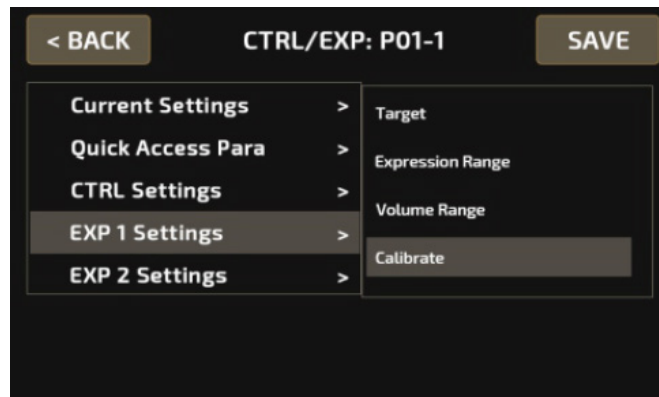 < BACK
CTRL/EXP: P01-1
SAVE
Current Settings >
Quick Access Para >
CTRL Settings >
EXP 1 Settings >
EXP 2 Settings >
Target
Expression Range
Volume Range
Calibrate